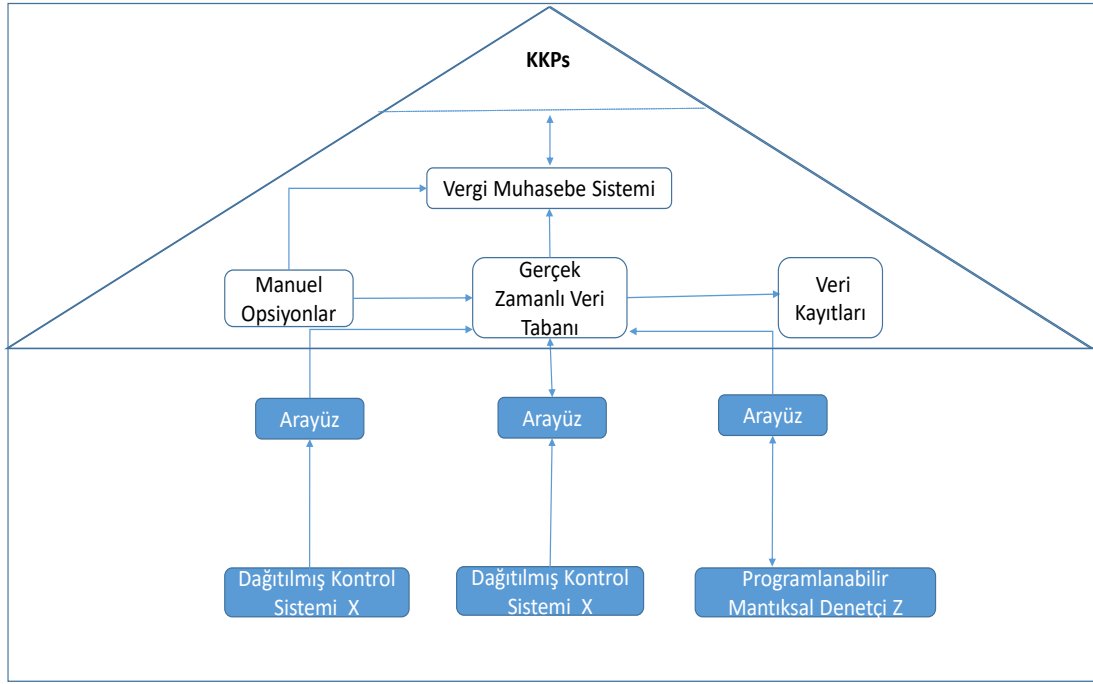 KKPs
Vergi Muhasebe Sistemi
Manuel
Opsiyonlar
Gerçek
Zamanlı Veri
Tabanı
Veri
Kayıtları
Arayüz
Arayüz
Arayüz
Dağıtılmış Kontrol
Sistemi X
Dağıtılmış Kontrol
Sistemi X
Programlanabilir
Mantıksal Denetçi Z